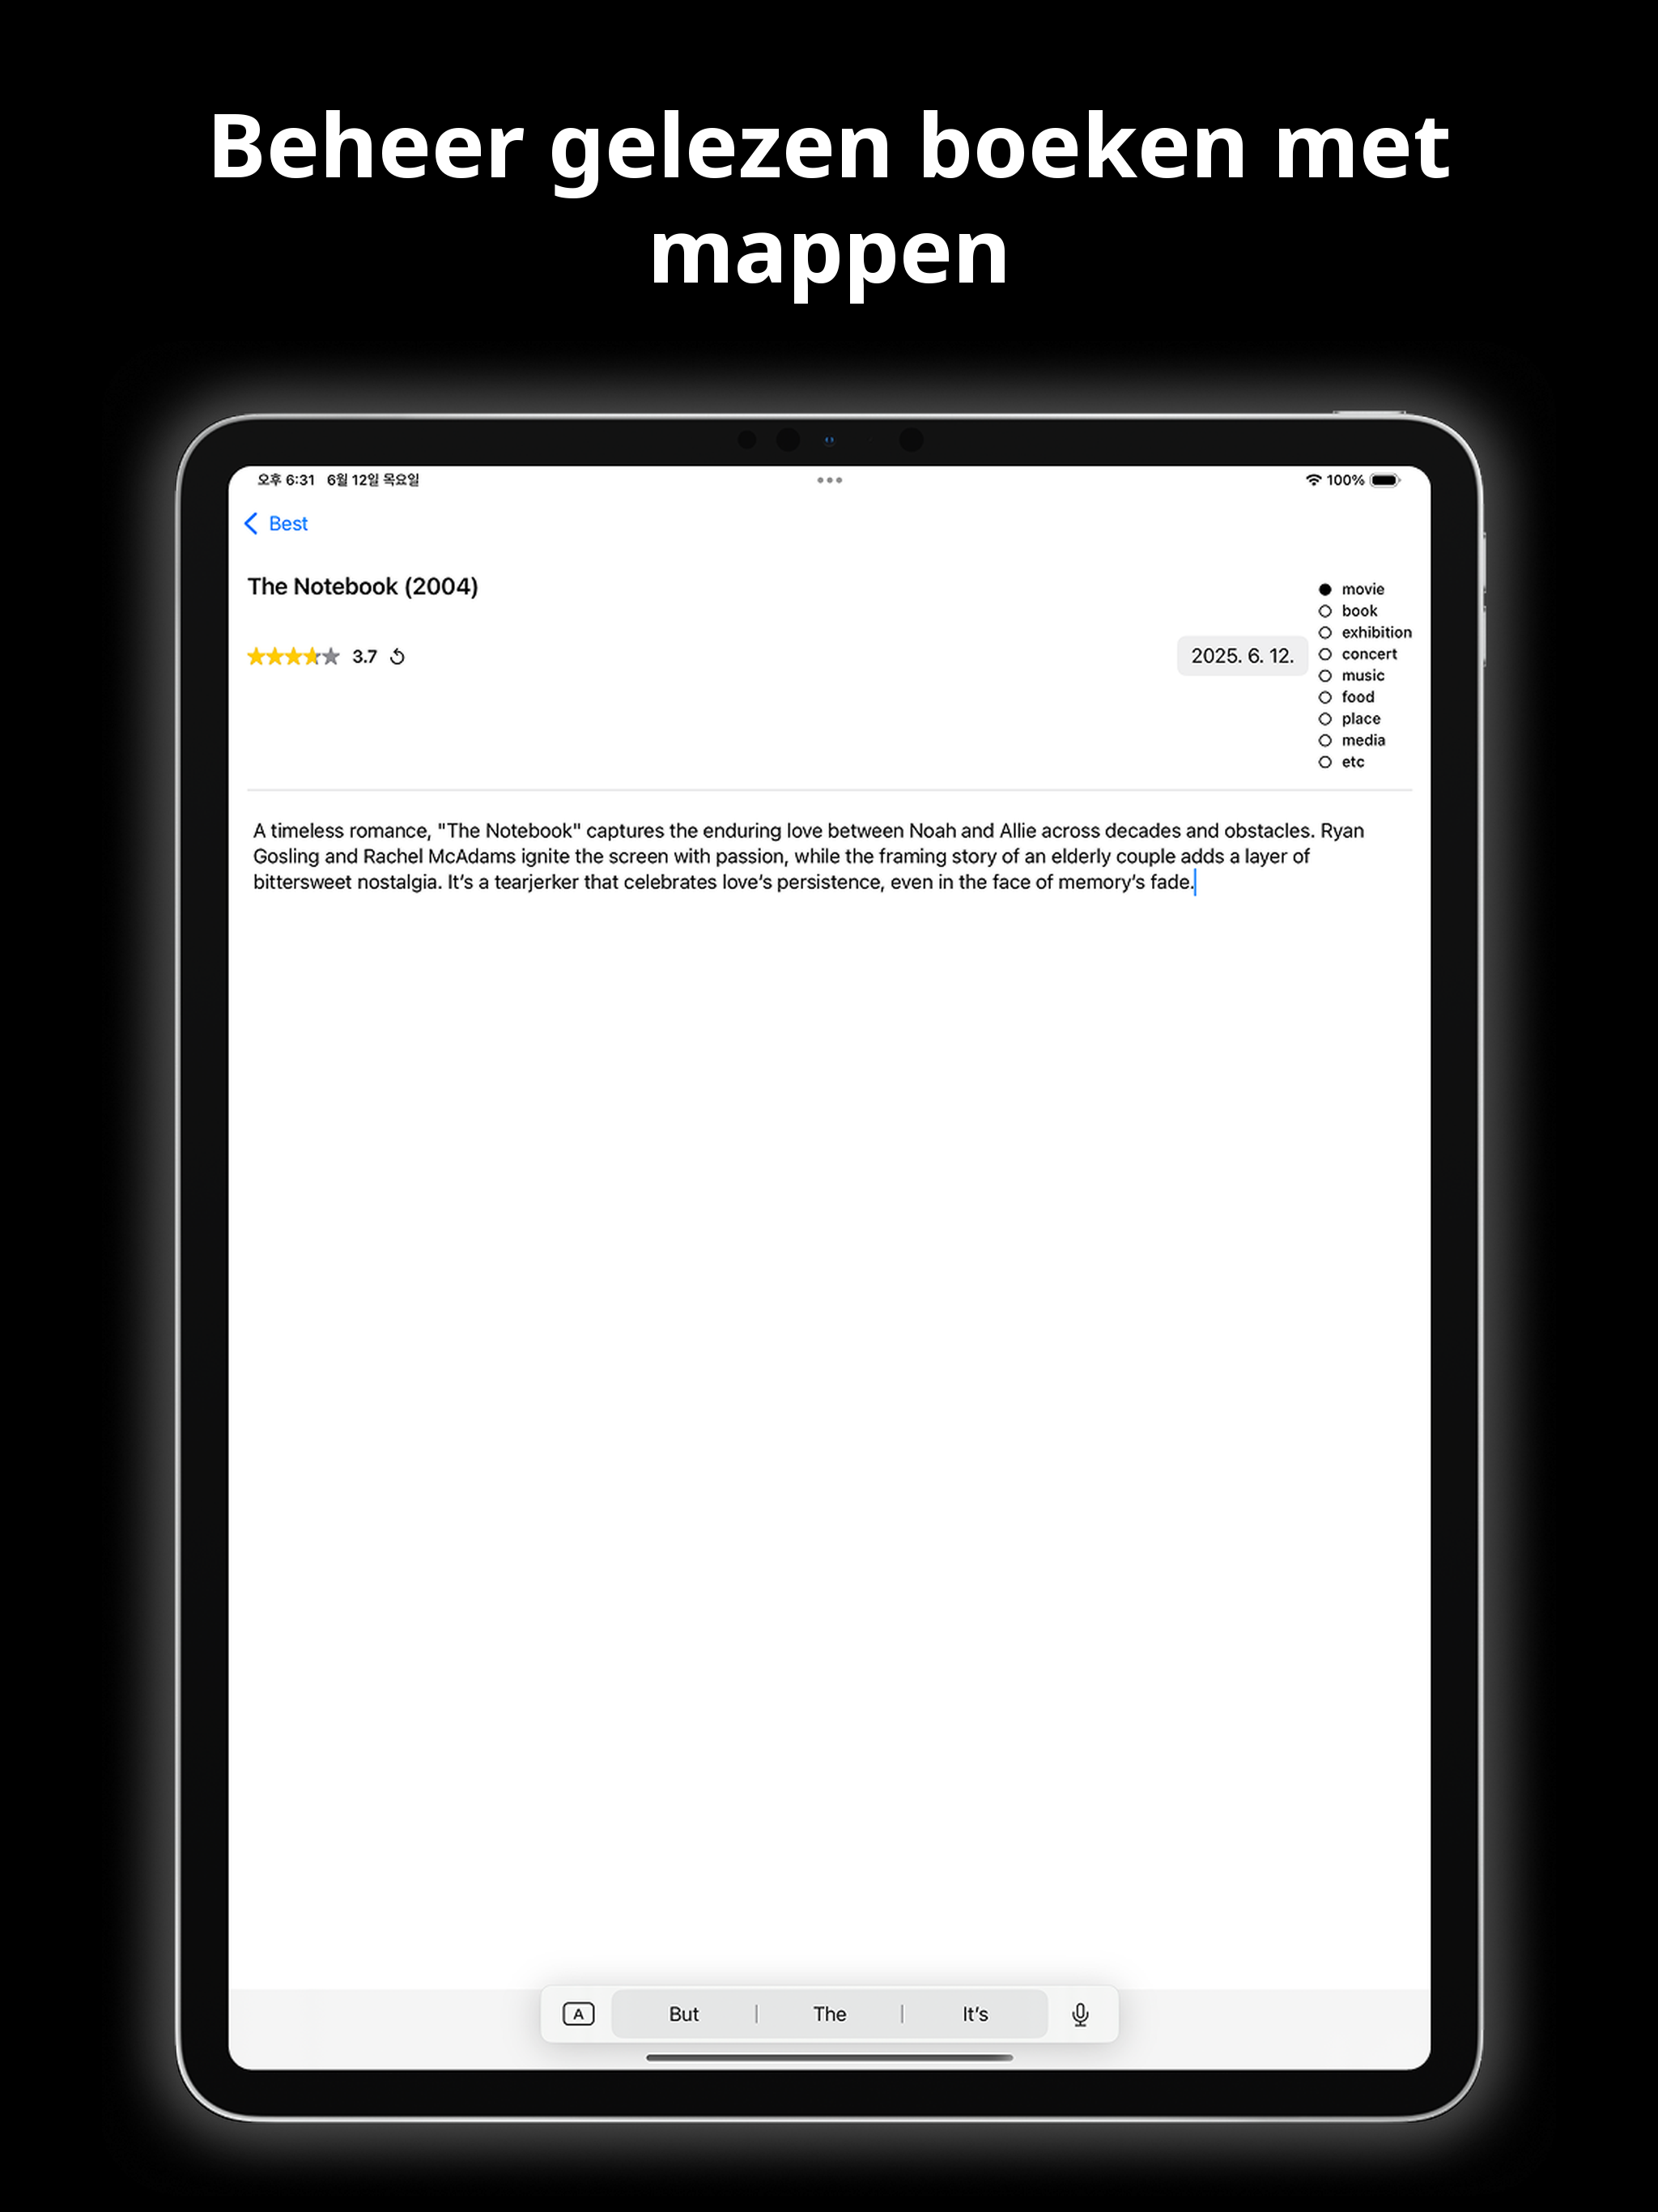 Beheer gelezen boeken met
mappen
오후 6:31 6월 12일 목요일
100%
Best
The Notebook (2004)
3.7
2025. 6. 12.
movie
book
exhibition
concert
music
food
place
media
etc
A timeless romance, "The Notebook" captures the enduring love between Noah and Allie across decades and obstacles. Ryan
Gosling and Rachel McAdams ignite the screen with passion, while the framing story of an elderly couple adds a layer of
bittersweet nostalgia. It’s a tearjerker that celebrates love’s persistence, even in the face of memory’s fade.
A But The It’s